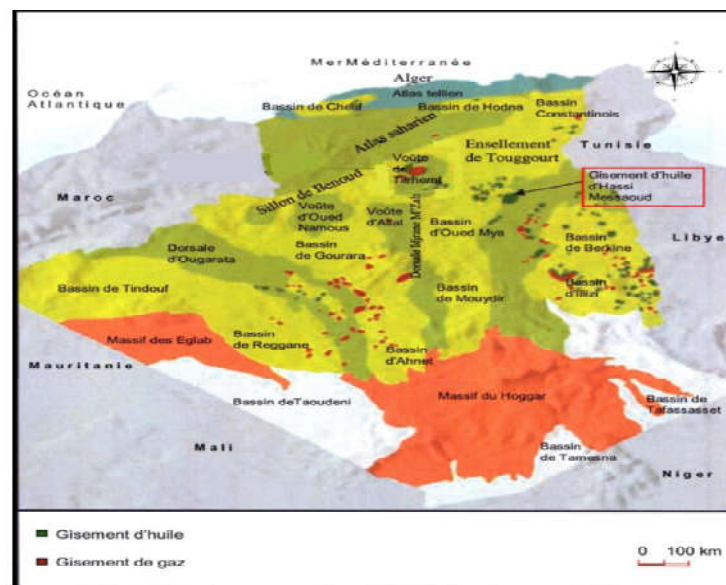 MerMéditerranée
Océan
Atlantique
Alger
Atlas tellien
Bassin de Chelif
Bassin de Hodna
Bassin
Constantinois
Atlas saharien
Tunisie
Ensellement
de Touggourt
Voûte
de Tilrhemt
Gisement d'huile
d'Hassi
Messaoud
Sillon de Benoud
Maroc
Voûte
d'Oued
Namous
Voûte
d'Allal
Dorsale Idjrane M'Zab
Bassin
d'Oued Mya
Libye
Bassin
de Berkine
Dorsale
d'Ougarata
Bassin
de Gourara
Bassin de Tindouf
Bassin
de Mouydir
Bassin
d'Illizi
Massif des Eglab
Bassin
de Reggane
Bassin
d'Ahnet
Mauritanie
Bassin deTaoudeni
Massif du Hoggar
Bassin de
Tafassasset
Mali
Bassin
de Tamesna
Niger
Gisement d'huile
Gisement de gaz
0 100 km